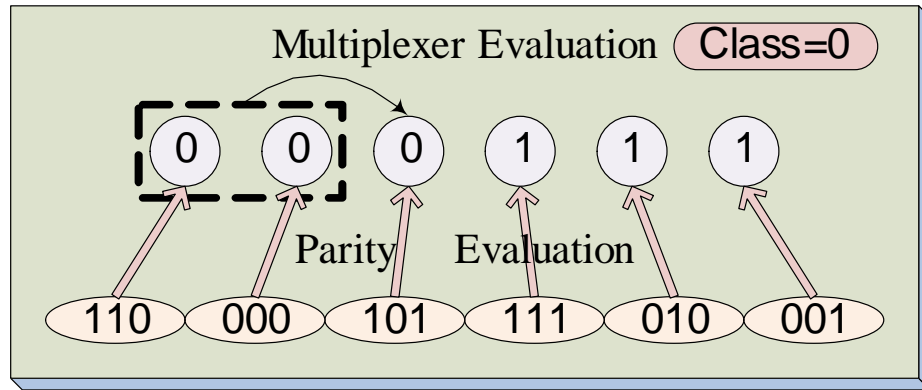 Multiplexer Evaluation Class=0
0 0 0 1 1 1
Parity Evaluation
110 000 101 111 010 001